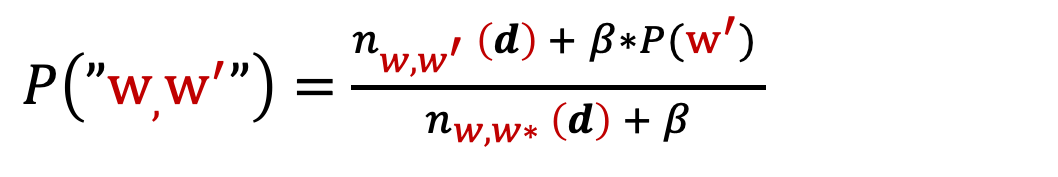 P("w,w′") = n_{w,w′} (d) + β*P(w′)
n_{w,w*} (d) + β